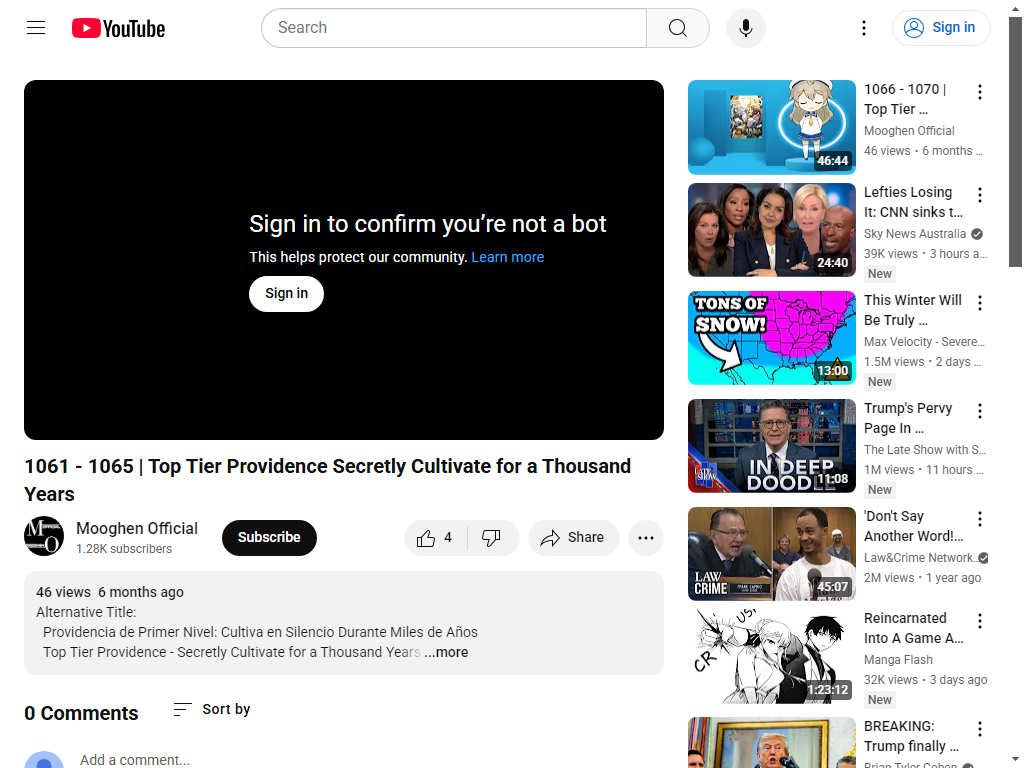 YouTube
Search
Sign in
Sign in to confirm you're not a bot
This helps protect our community. Learn more
Sign in
1061 - 1065 | Top Tier Providence Secretly Cultivate for a Thousand
Years
Mooghen Official
1.28K subscribers
Subscribe
4
Share
46 views 6 months ago
Alternative Title:
Providencia de Primer Nivel: Cultiva en Silencio Durante Miles de Años
Top Tier Providence - Secretly Cultivate for a Thousand Years ...more
0 Comments
Sort by
Add a comment...
46:44
1066 - 1070 |
Top Tier ...
Mooghen Official
46 views • 6 months ...
24:40
Lefties Losing
It: CNN sinks t...
Sky News Australia
39K views • 3 hours a...
New
TONS OF
SNOW!
13:00
This Winter Will
Be Truly ...
Max Velocity - Severe...
1.5M views • 2 days ...
New
LATE SHOW
IN DEEP
DOODLE
11:08
Trump's Pervy
Page In ...
The Late Show with S...
1M views • 11 hours ...
New
LAW
CRIME
FRANK CAPRIO
45:07
'Don't Say
Another Word!...
Law&Crime Network
2M views • 1 year ago
US.
CR
1:23:12
Reincarnated
Into A Game A...
Manga Flash
32K views • 3 days ago
New
BREAKING:
Trump finally ...
Brian Tyler Cohen